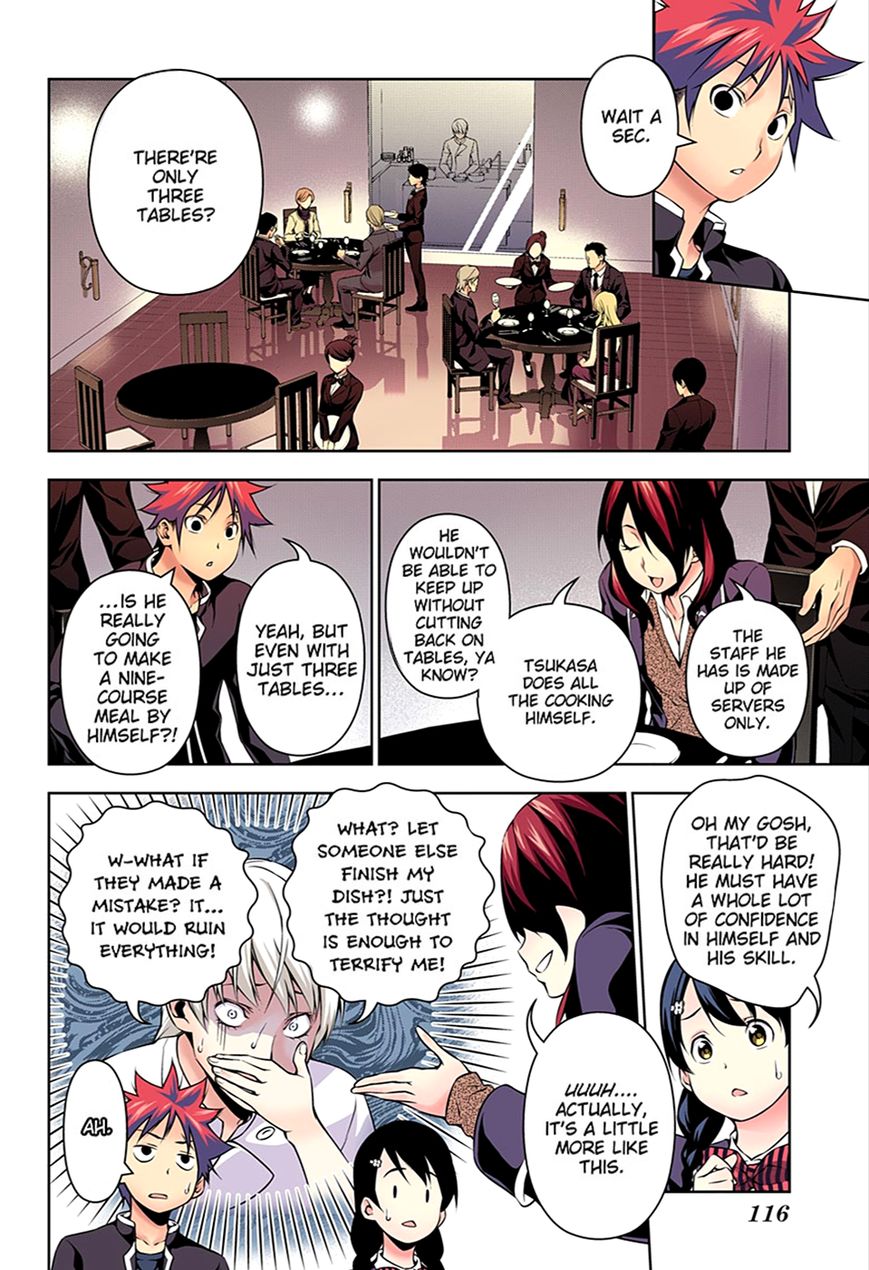 WAIT A
SEC.
THERE'RE
ONLY
THREE
TABLES?
THE
STAFF HE
HAS IS MADE
UP OF
SERVERS
ONLY.
TSUKASA
DOES ALL
THE COOKING
HIMSELF.
HE
WOULDN'T
BE ABLE TO
KEEP UP
WITHOUT
CUTTING
BACK ON
TABLES, YA
KNOW?
YEAH, BUT
EVEN WITH
JUST THREE
TABLES...
...IS HE
REALLY
GOING
TO MAKE
A NINE-
COURSE
MEAL BY
HIMSELF?!
OH MY GOSH,
THAT'D BE
REALLY HARD!
HE MUST HAVE
A WHOLE LOT
OF CONFIDENCE
IN HIMSELF AND
HIS SKILL.
UUUH....
ACTUALLY,
IT'S A LITTLE
MORE LIKE
THIS.
WHAT? LET
SOMEONE ELSE
FINISH MY
DISH?! JUST
THE THOUGHT
IS ENOUGH TO
TERRIFY ME!
W-WHAT IF
THEY MADE A
MISTAKE? IT...
IT WOULD RUIN
EVERYTHING!
AH.
116